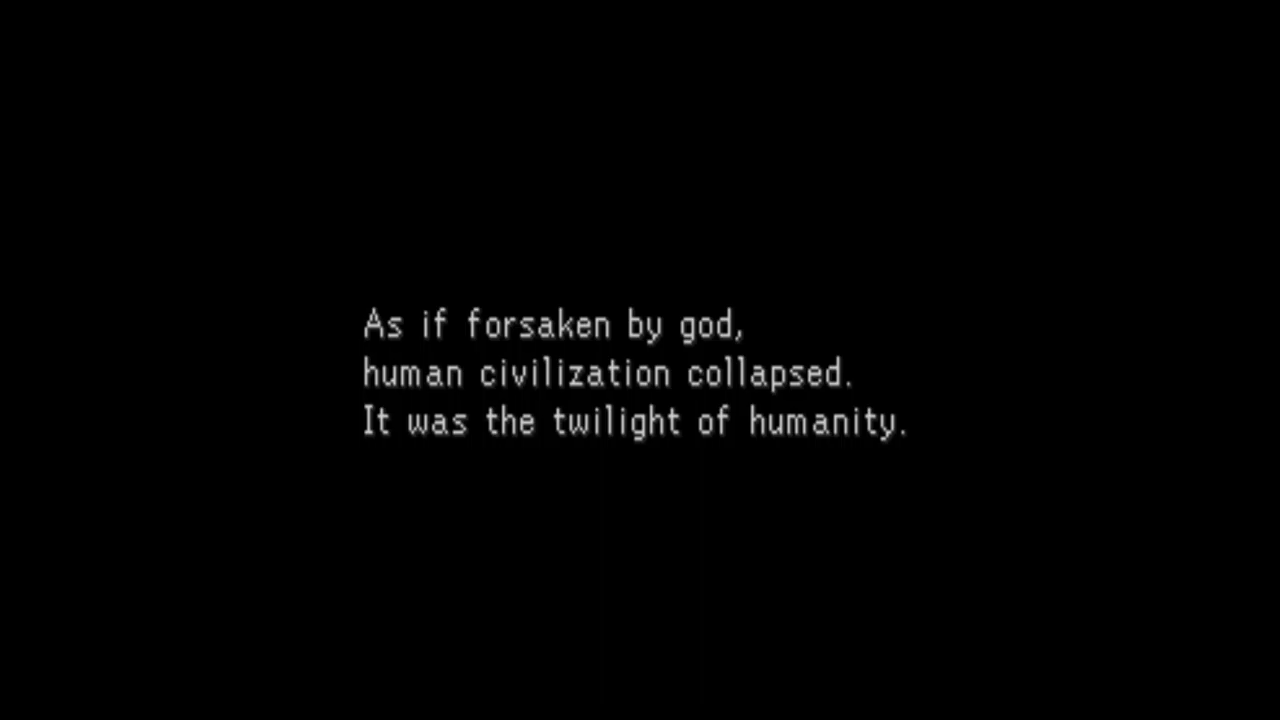 As if forsaken by god,
human civilization collapsed.
It was the twilight of humanity.